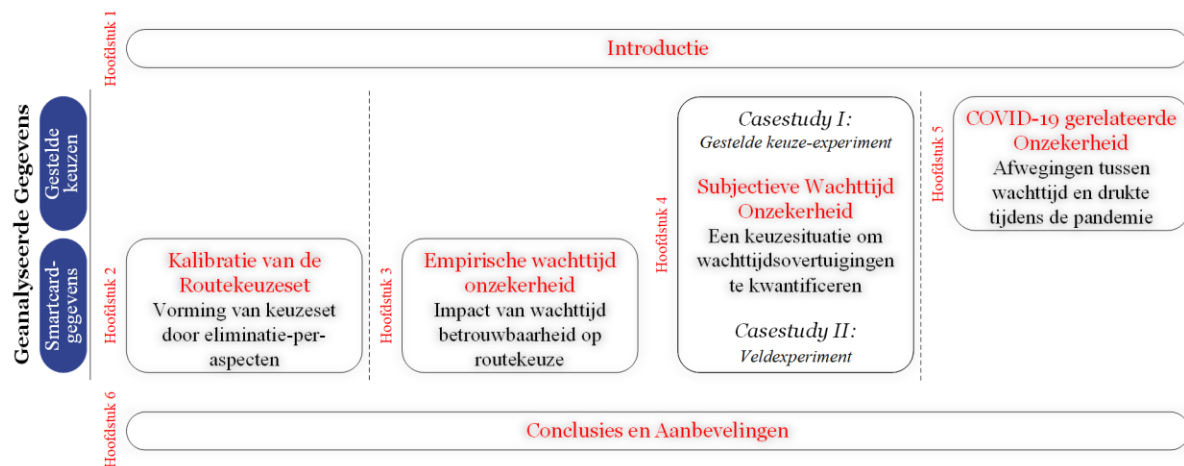 Hoofdstuk 1
Introductie
Geanalyseerde Gegevens
Gestelde
keuzen
Smartcard-
gegevens
Hoofdstuk 2
Kalibratie van de
Routekeuzeset
Vorming van keuzeset
door eliminatie-per-
aspecten
Hoofdstuk 3
Empirische wachttijd
onzekerheid
Impact van wachttijd
betrouwbaarheid op
routekeuze
Hoofdstuk 4
Casestudy I:
Gestelde keuze-experiment
Subjectieve Wachttijd
Onzekerheid
Een keuzesituatie om
wachttijdsovertuigingen
te kwantificeren
Casestudy II:
Veldexperiment
Hoofdstuk 5
COVID-19 gerelateerde
Onzekerheid
Afwegingen tussen
wachttijd en drukte
tijdens de pandemie
Hoofdstuk 6
Conclusies en Aanbevelingen